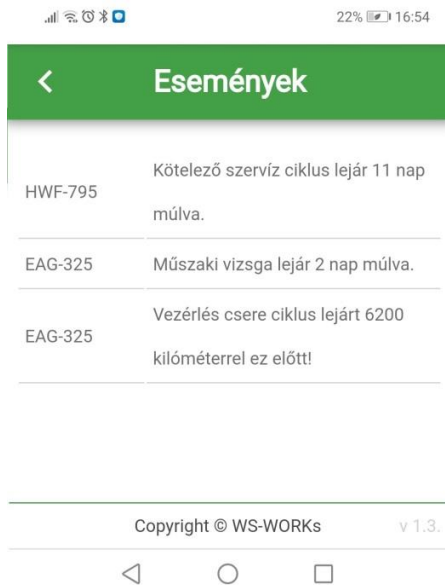 22% 16:54
Események
HWF-795
Kötelező szervíz ciklus lejár 11 nap
múlva.
EAG-325
Műszaki vizsga lejár 2 nap múlva.
EAG-325
Vezérlés csere ciklus lejárt 6200
kilóméterrel ez előtt!
Copyright © WS-WORKs
v 1.3.